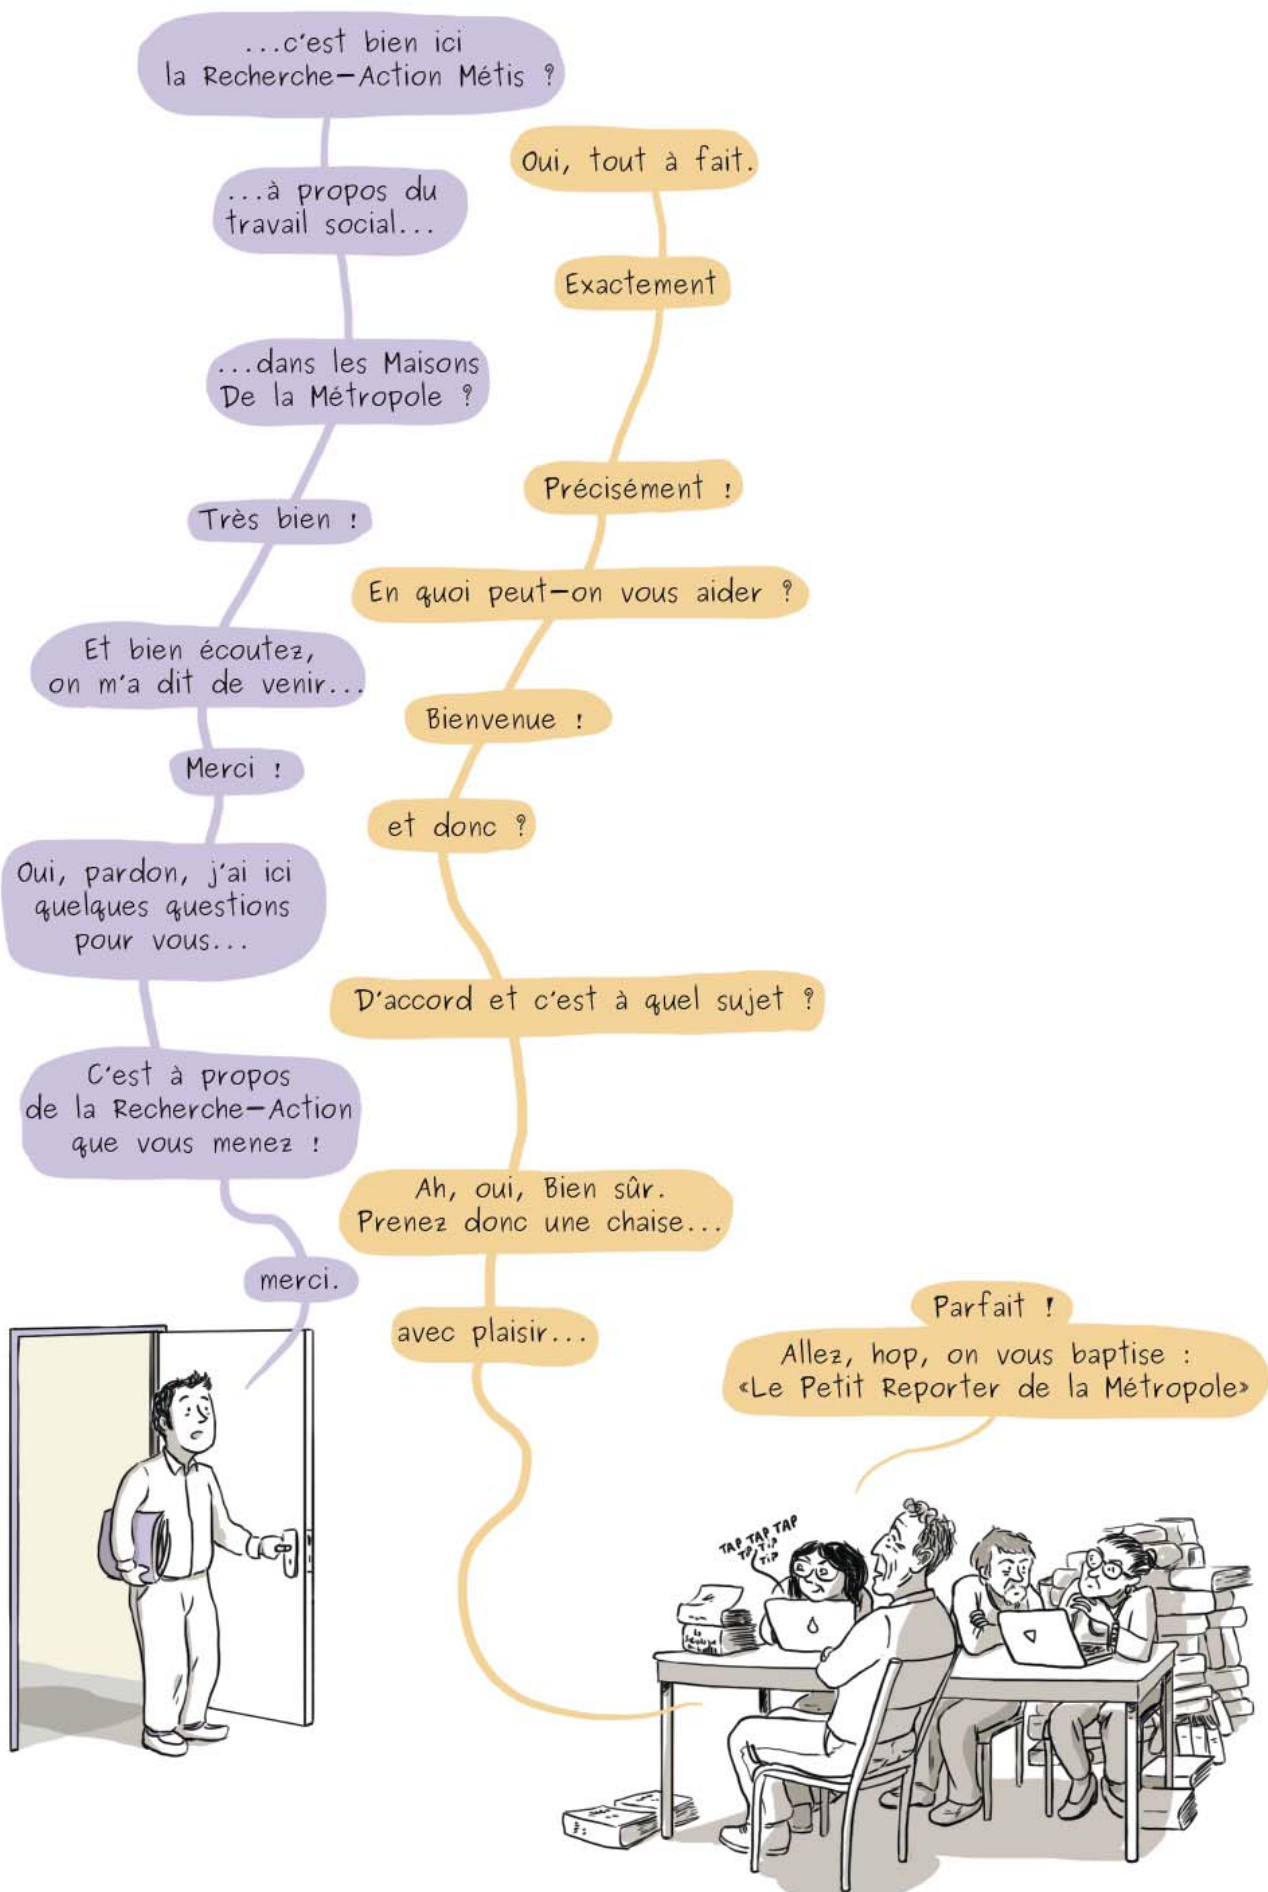 ...c'est bien ici
la Recherche-Action Métis ?
Oui, tout à fait.
...à propos du
travail social...
Exactement
...dans les Maisons
De la Métropole ?
Précisément !
Très bien !
En quoi peut-on vous aider ?
Et bien écoutez,
on m'a dit de venir...
Bienvenue !
Merci !
et donc ?
Oui, pardon, j'ai ici
quelques questions
pour vous...
D'accord et c'est à quel sujet ?
C'est à propos
de la Recherche-Action
que vous menez !
Ah, oui, Bien sûr.
Prenez donc une chaise...
merci.
avec plaisir...
Parfait !
Allez, hop, on vous baptise :
«Le Petit Reporter de la Métropole»
TAP TAP TAP
TIP TIP
TIP